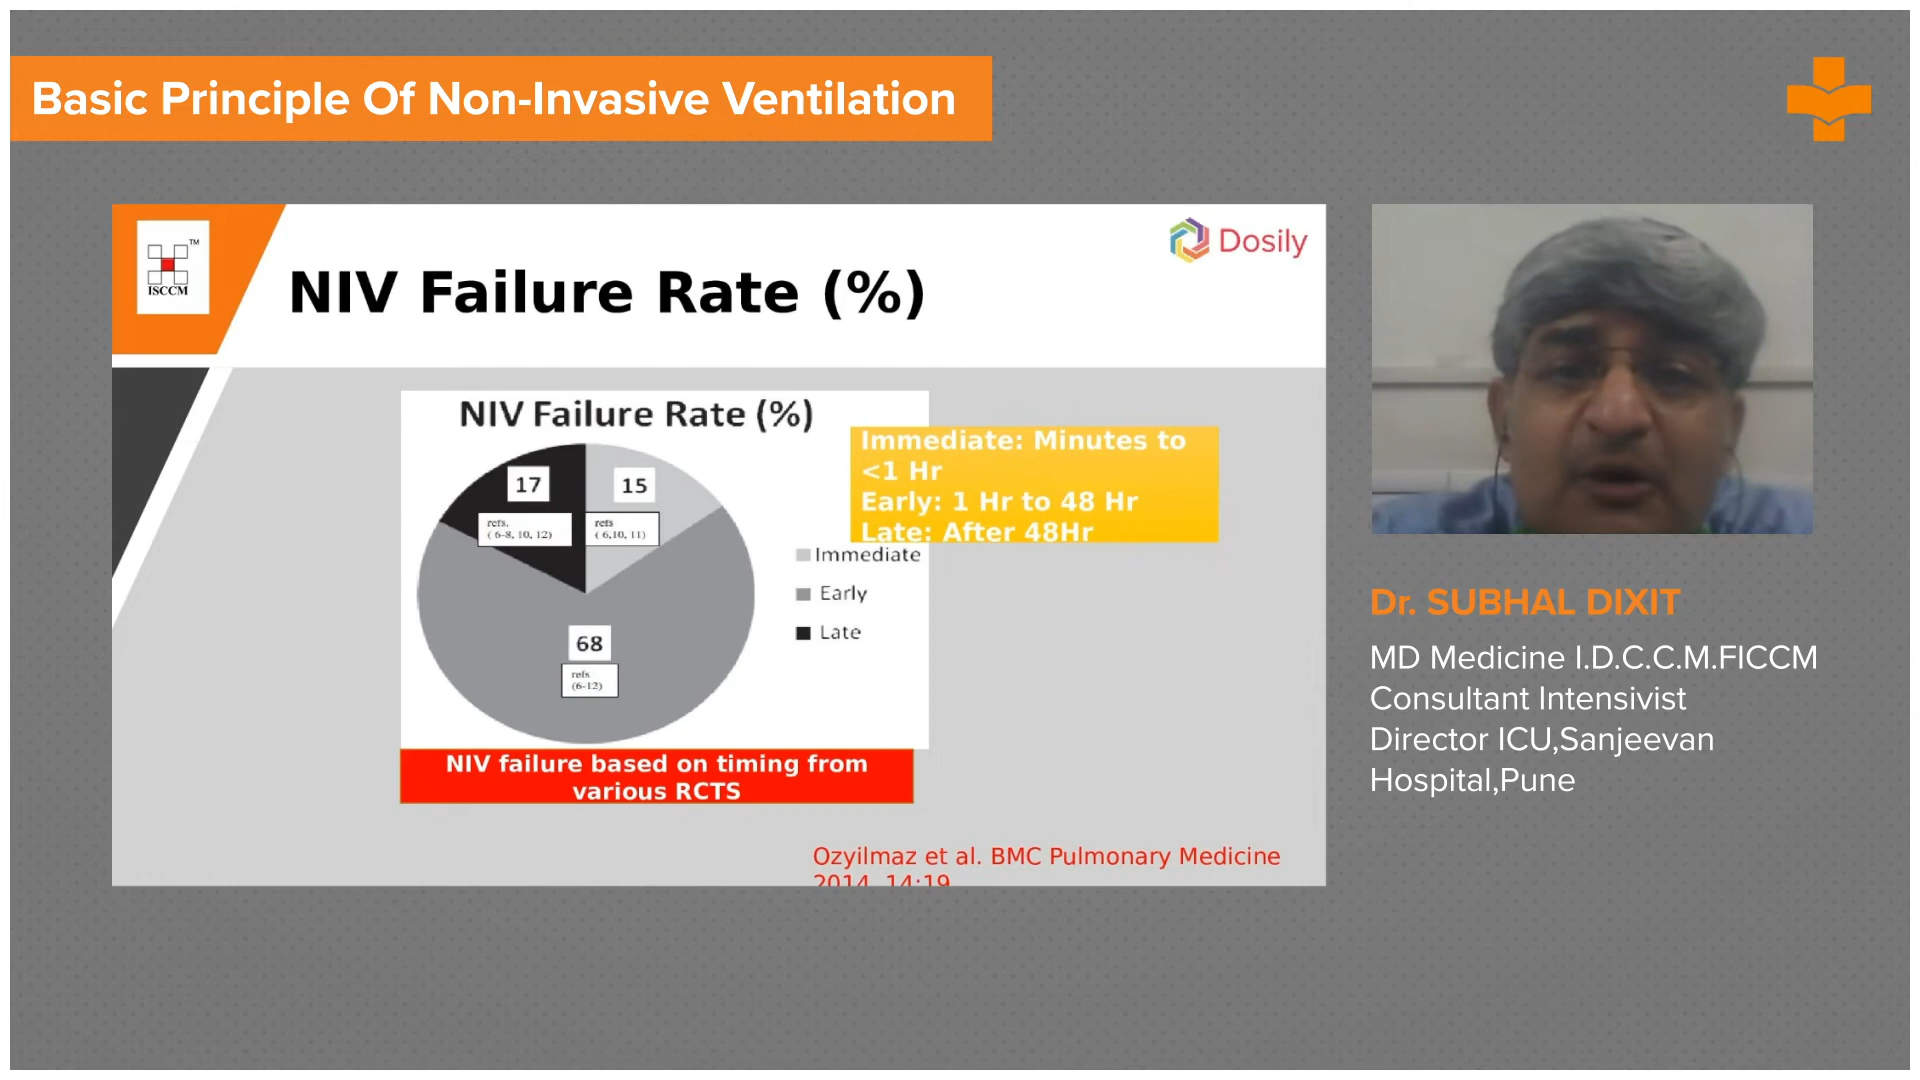 Basic Principle Of Non-Invasive Ventilation
TM
ISCCM
Dosily
NIV Failure Rate (%)
NIV Failure Rate (%)
17
15
refs.
( 6-8, 10, 12)
refs
( 6,10, 11)
68
refs
(6-12)
Immediate: Minutes to
<1 Hr
Early: 1 Hr to 48 Hr
Late: After 48Hr
Immediate
Early
Late
NIV failure based on timing from
various RCTS
Ozyilmaz et al. BMC Pulmonary Medicine
2014, 14:19
Dr. SUBHAL DIXIT
MD Medicine I.D.C.C.M.FICCM
Consultant Intensivist
Director ICU,Sanjeevan
Hospital,Pune